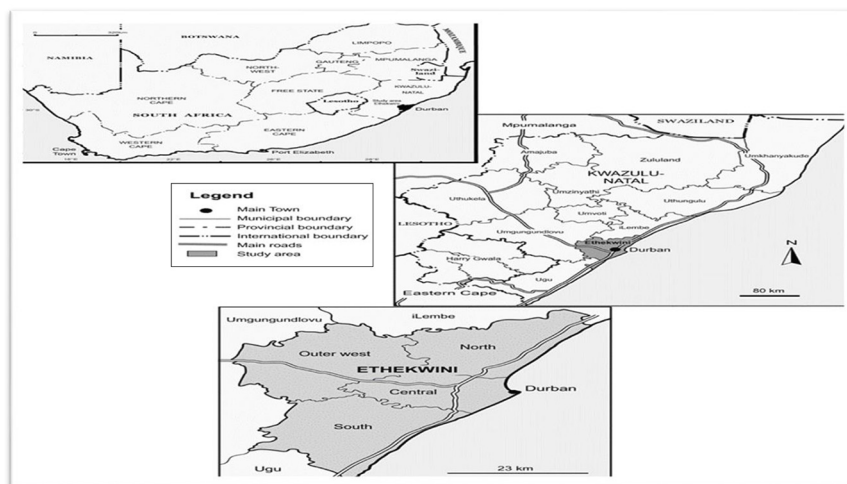 BOTSWANA
NAMIBIA
LIMPOPO
MOZAMBIQUE
NORTH-
WEST
GAUTENG
MPUMALANGA
Swazi-
land
NORTHERN
CAPE
FREE STATE
KWAZULU-
NATAL
Lesotho
Study area
Durban
SOUTH AFRICA
EASTERN
CAPE
WESTERN
CAPE
Cape
Town
Port Elizabeth
Mpumalanga
SWAZILAND
Amajuba
Zululand
Umkhanyakude
KWAZULU-
NATAL
Umzinyathi
Uthukela
Uthungulu
Umvoti
LESOTHO
Umgungundlovu
iLembe
Ethekwini
Durban
Harry Gwala
Ugu
Eastern Cape
N
80 km
Legend
Main Town
Municipal boundary
Provincial boundary
International boundary
Main roads
Study area
Umgungundlovu
iLembe
Outer west
North
ETHEKWINI
Central
Durban
South
Ugu
23 km